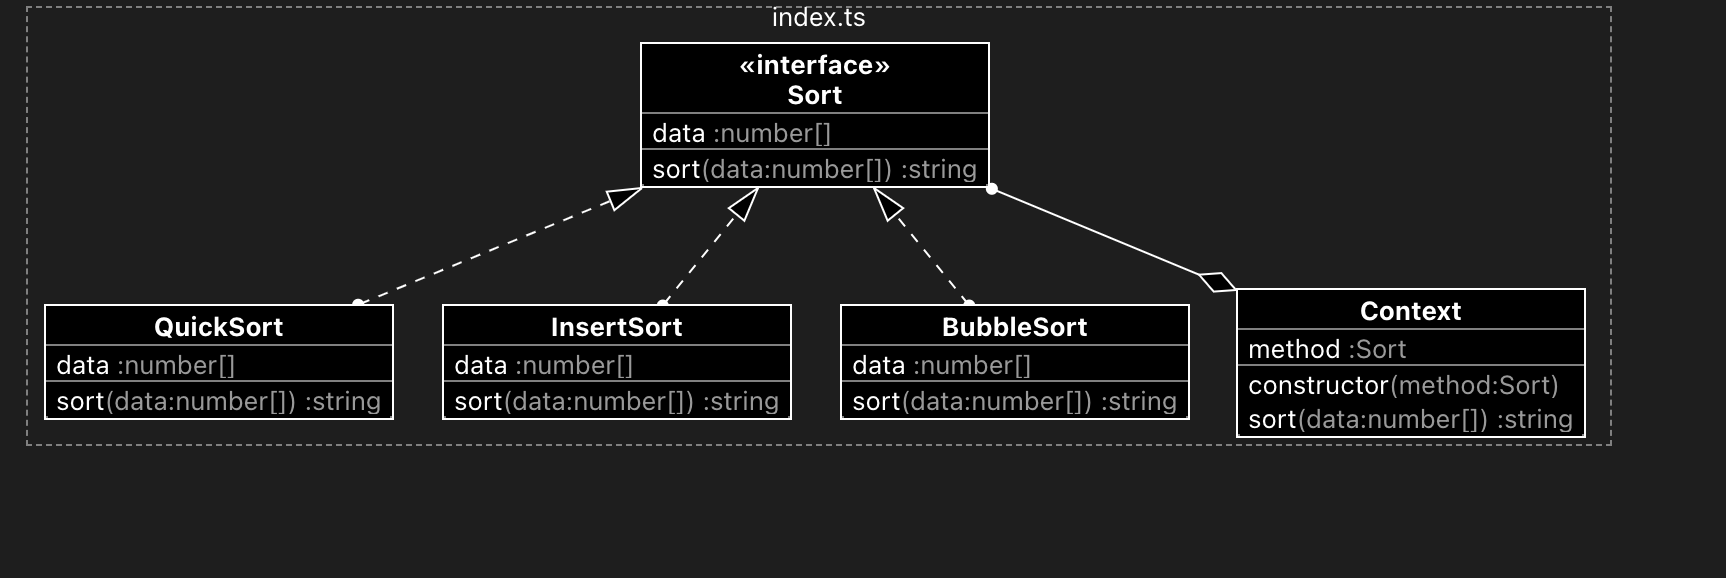 index.ts
«interface»
Sort
data :number[]
sort(data:number[]) :string
QuickSort
data :number[]
sort(data:number[]) :string
InsertSort
data :number[]
sort(data:number[]) :string
BubbleSort
data :number[]
sort(data:number[]) :string
Context
method :Sort
constructor(method:Sort)
sort(data:number[]) :string